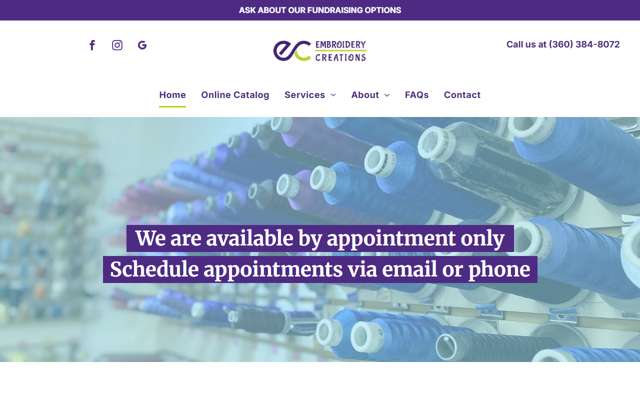 ASK ABOUT OUR FUNDRAISING OPTIONS
EMBROIDERY
CREATIONS
Call us at (360) 384-8072
Home Online Catalog Services About FAQs Contact
We are available by appointment only
Schedule appointments via email or phone